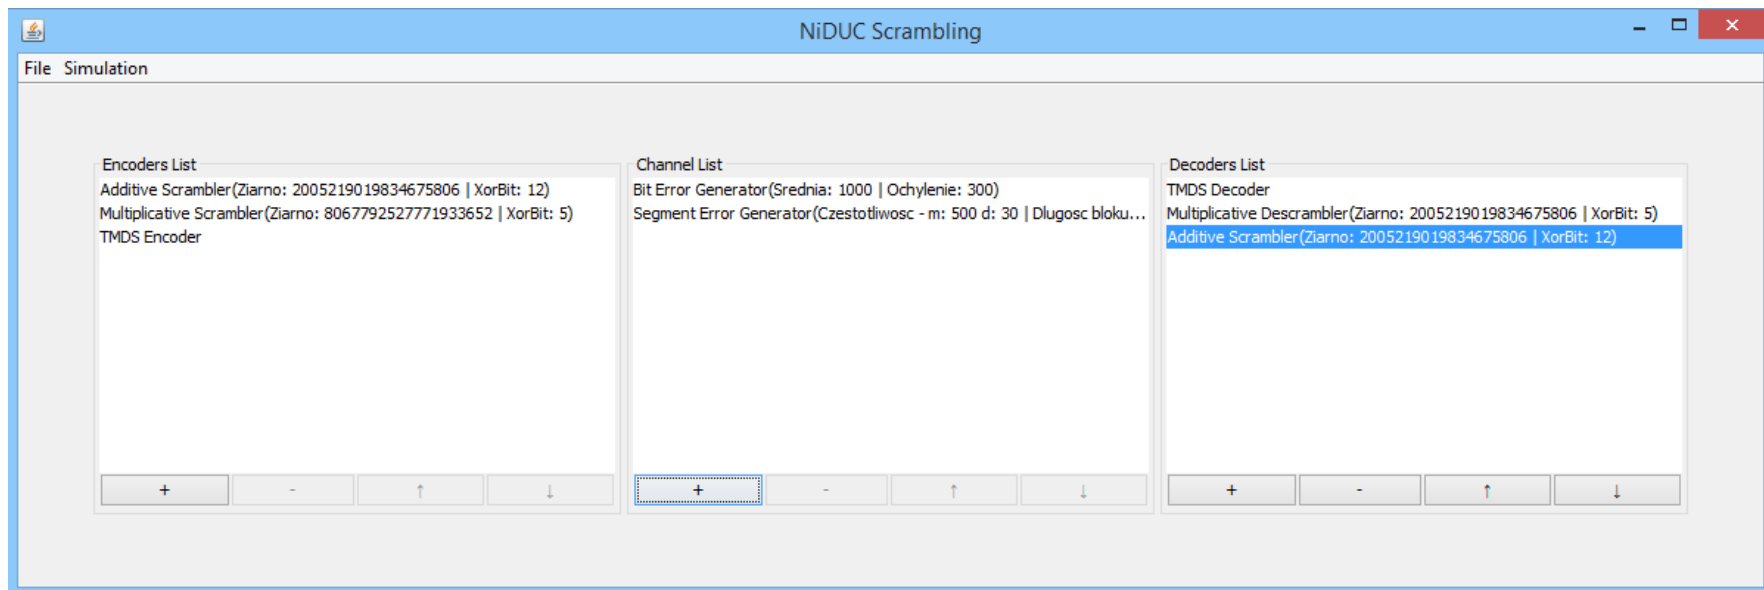 NiDUC Scrambling
File Simulation
Encoders List
Additive Scrambler(Ziarno: 2005219019834675806 | XorBit: 12)
Multiplicative Scrambler(Ziarno: 8067792527771933652 | XorBit: 5)
TMDS Encoder
+ - ↑ ↓
Channel List
Bit Error Generator(Srednia: 1000 | Ochylenie: 300)
Segment Error Generator(Czestotliwosc - m: 500 d: 30 | Dlugosc bloku...
+ - ↑ ↓
Decoders List
TMDS Decoder
Multiplicative Descrambler(Ziarno: 2005219019834675806 | XorBit: 5)
Additive Scrambler(Ziarno: 2005219019834675806 | XorBit: 12)
+ - ↑ ↓